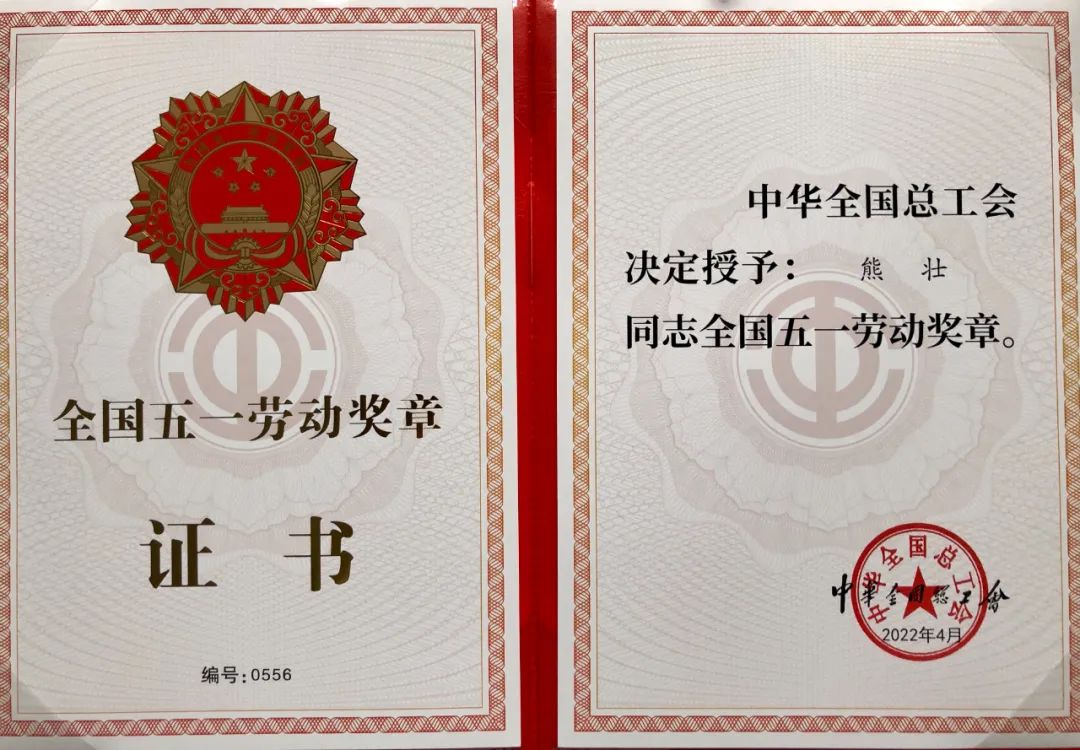 全国五一劳动奖章
证 书
编号:0556
中华全国总工会
决定授予： 熊 壮
同志全国五一劳动奖章。
中华全国总工会
中华全国总工會
2022年4月